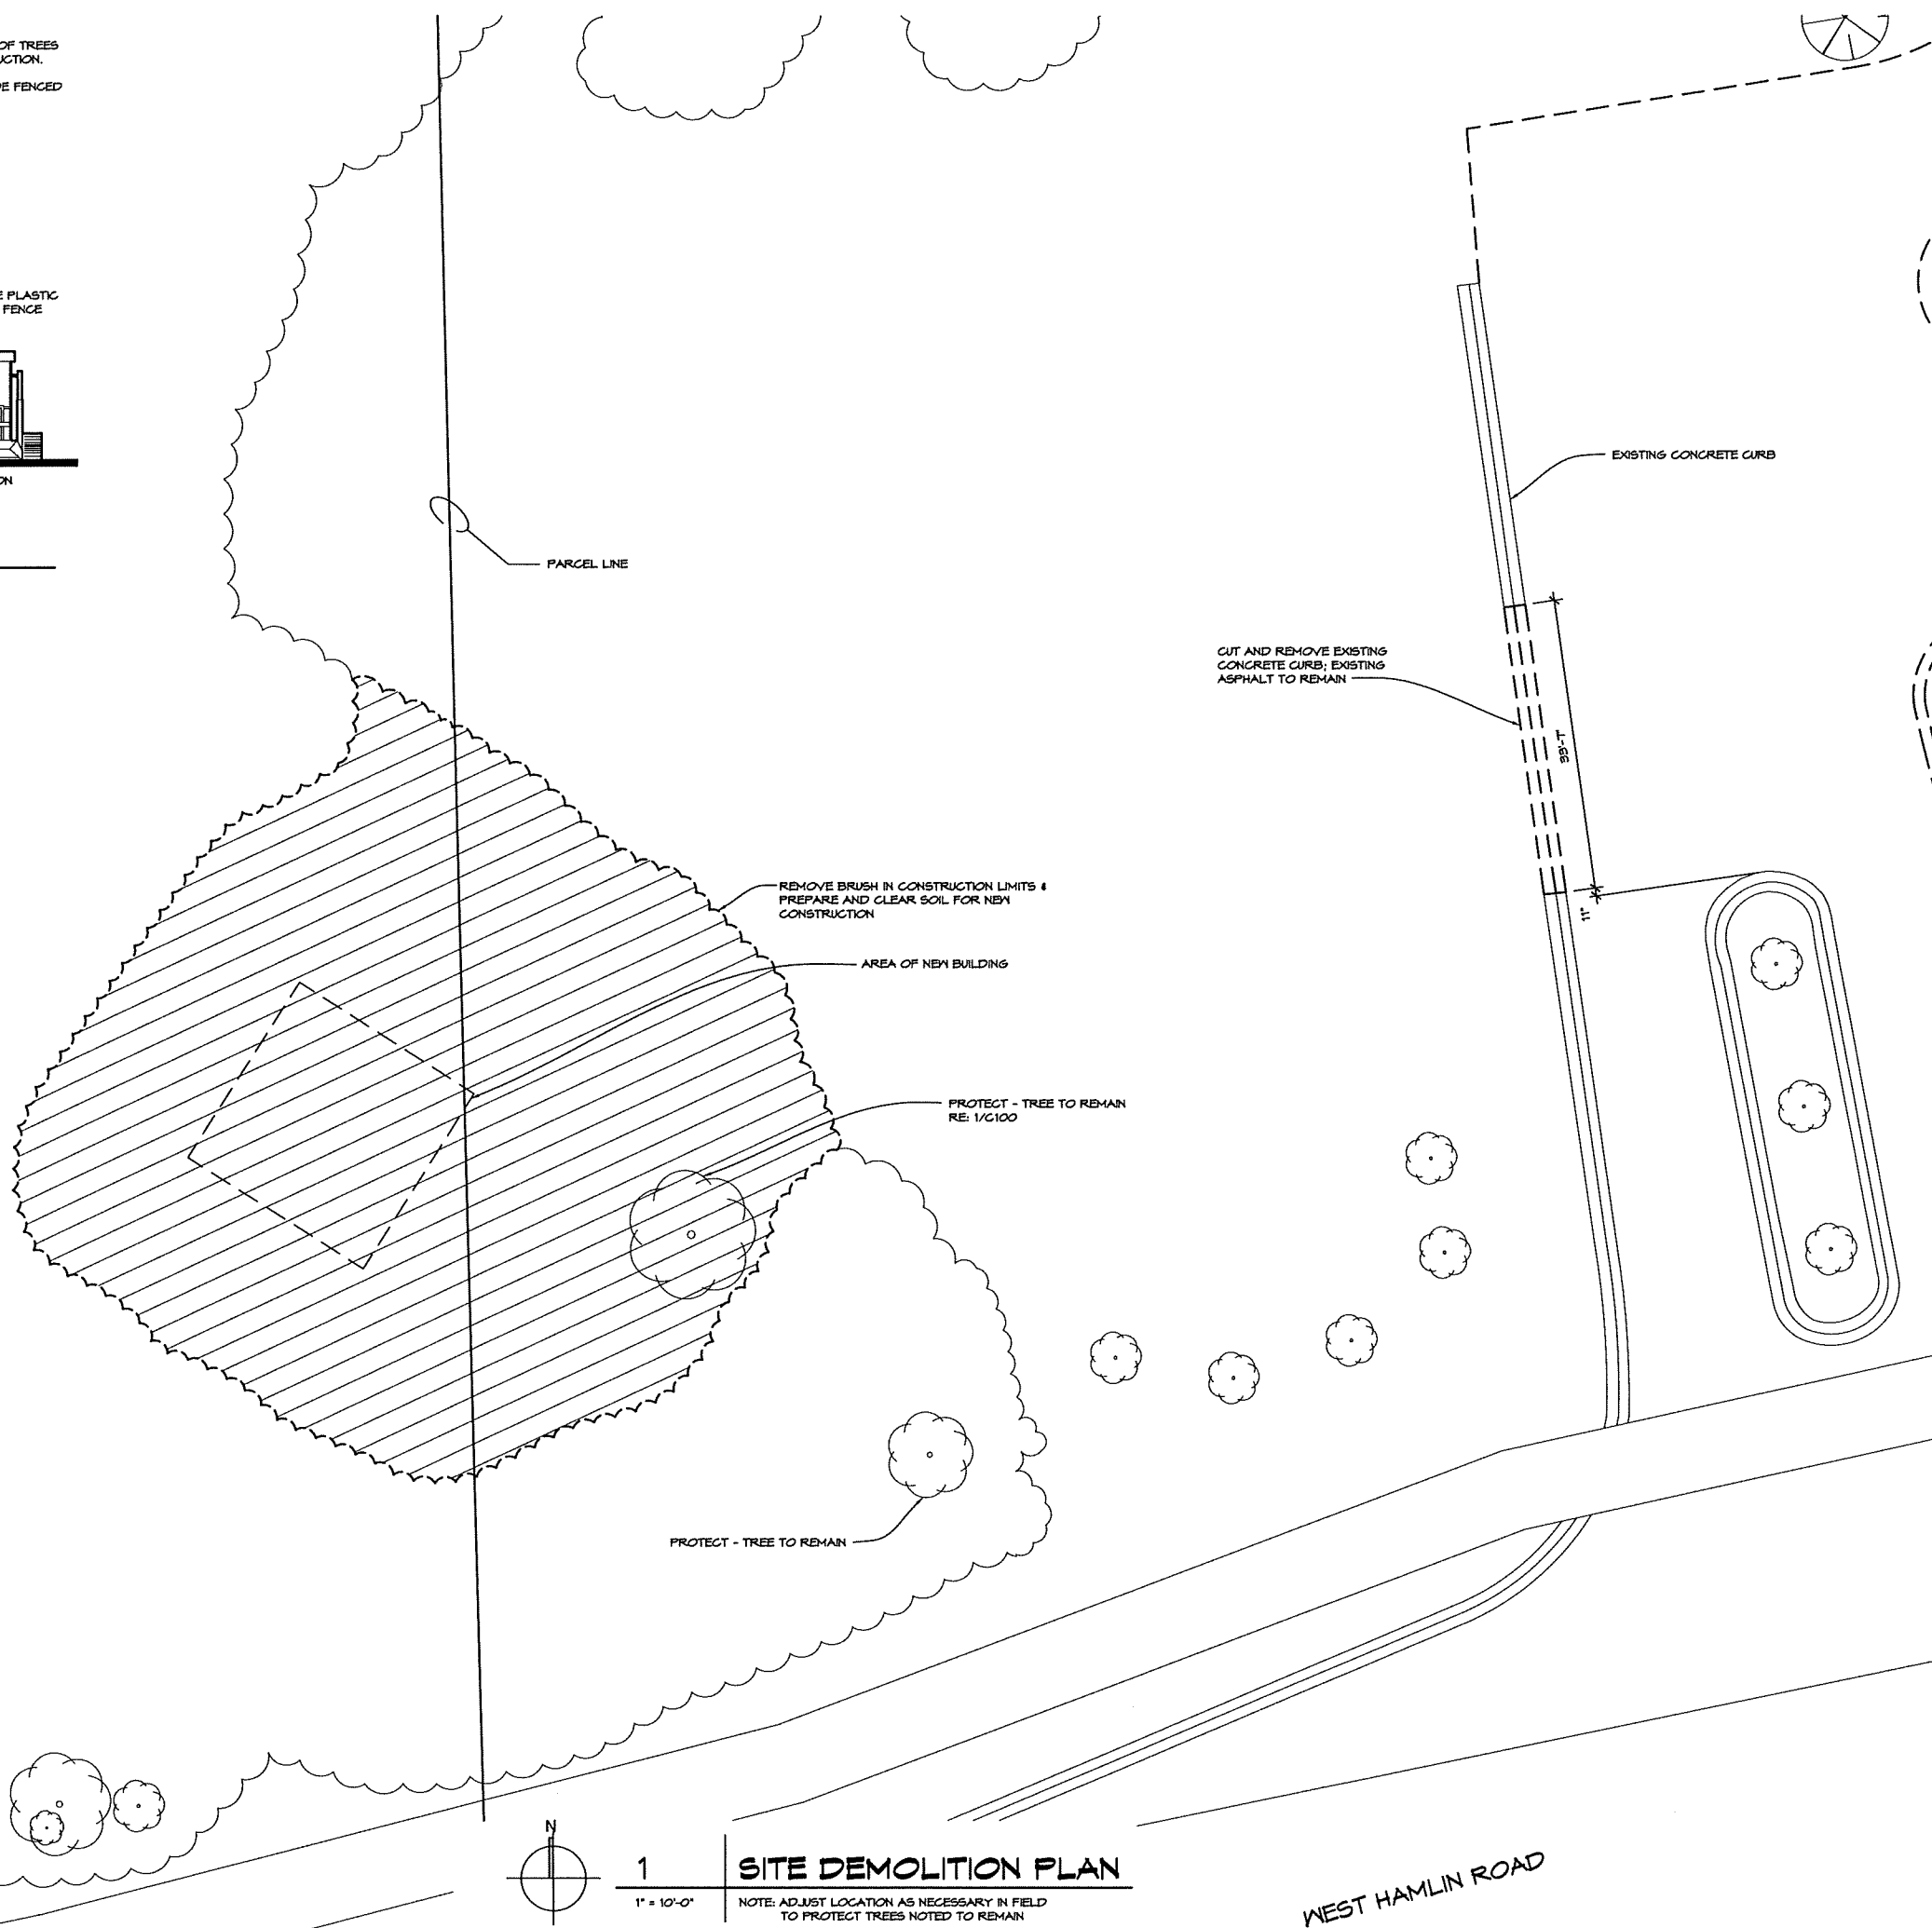 OF TREES
UCTION.
BE FENCED
E PLASTIC
FENCE
ON
PARCEL LINE
EXISTING CONCRETE CURB
CUT AND REMOVE EXISTING
CONCRETE CURB; EXISTING
ASPHALT TO REMAIN
11"
REMOVE BRUSH IN CONSTRUCTION LIMITS &
PREPARE AND CLEAR SOIL FOR NEW
CONSTRUCTION
AREA OF NEW BUILDING
PROTECT - TREE TO REMAIN
RE: 1/C100
PROTECT - TREE TO REMAIN
N
1
SITE DEMOLITION PLAN
1" = 10'-0"
NOTE: ADJUST LOCATION AS NECESSARY IN FIELD
TO PROTECT TREES NOTED TO REMAIN
WEST HAMLIN ROAD